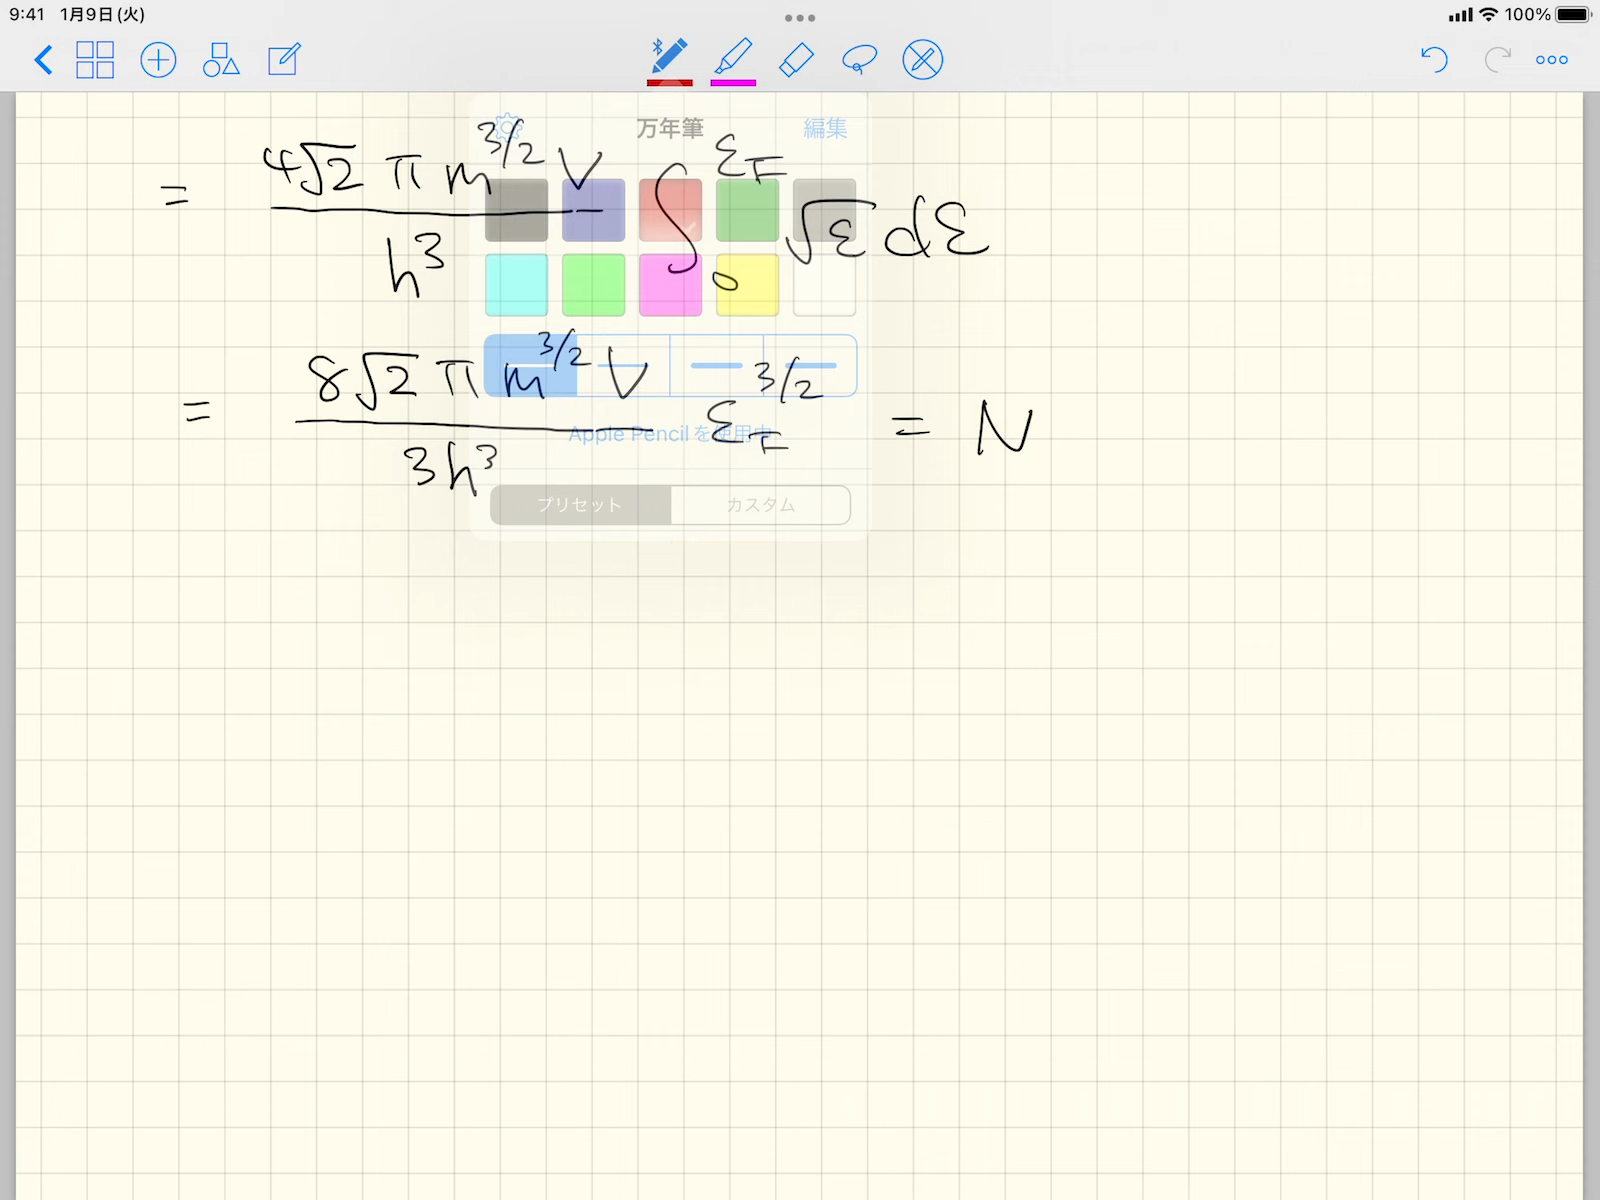 9:41 1月9日(火) 100%
万年筆 編集
= 4√2 π m^3/2 V / h^3 ∫_0^ε_F √ε dε
= 8√2 π m^3/2 V / 3h^3 ε_F^3/2 = N
Apple Pencilを使用中
プリセット カスタム